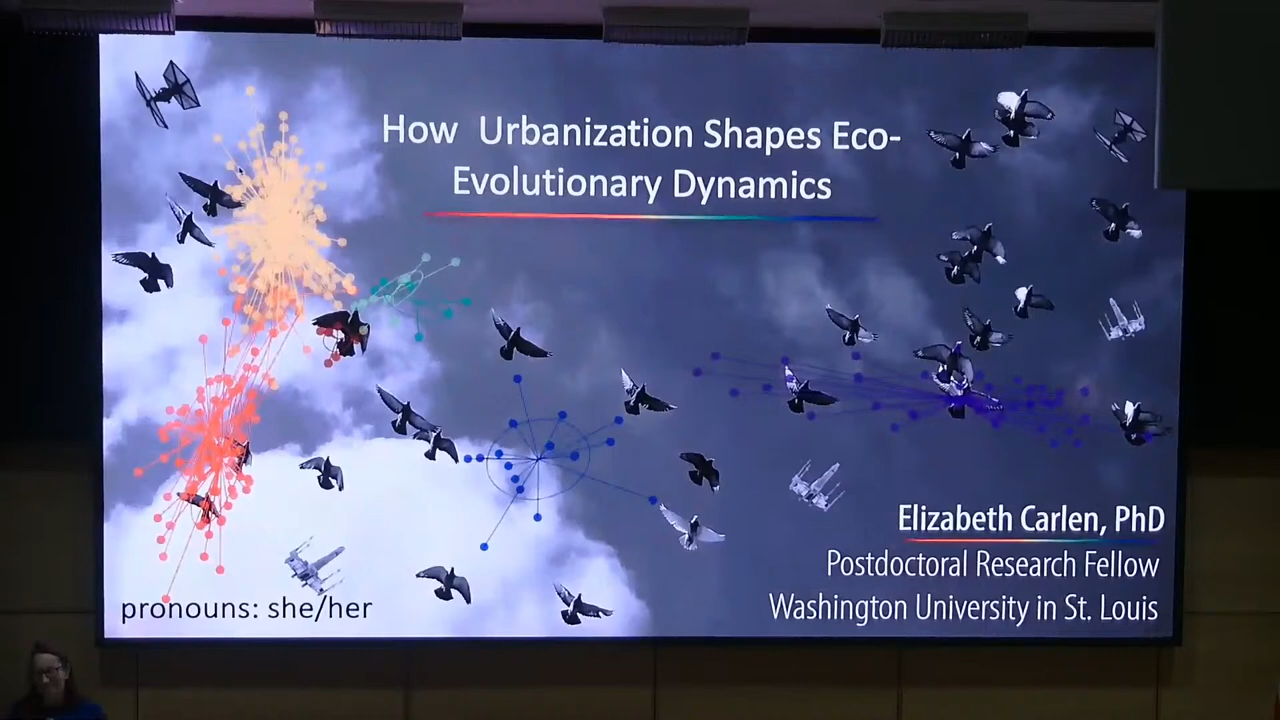 How Urbanization Shapes Eco-
Evolutionary Dynamics
Elizabeth Carlen, PhD
Postdoctoral Research Fellow
Washington University in St. Louis
pronouns: she/her